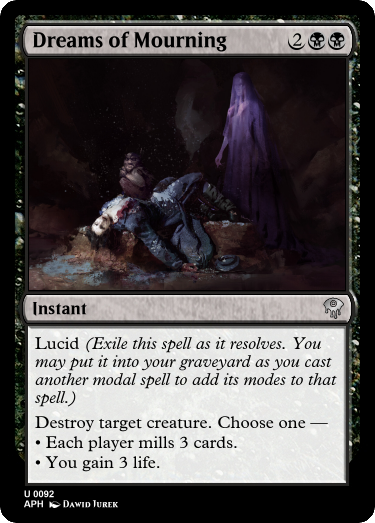 Dreams of Mourning 2
Instant
Lucid (Exile this spell as it resolves. You
may put it into your graveyard as you cast
another modal spell to add its modes to that
spell.)
Destroy target creature. Choose one —
• Each player mills 3 cards.
• You gain 3 life.
U 0092
APH Dawid Jurek